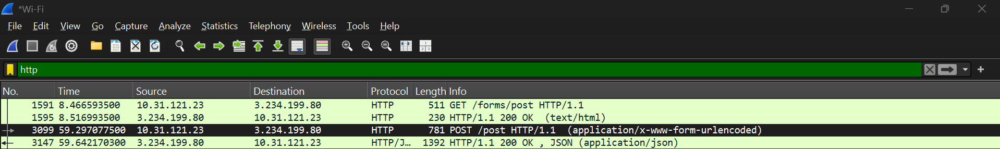 *Wi-Fi
File Edit View Go Capture Analyze Statistics Telephony Wireless Tools Help
http
No. Time Source Destination Protocol Length Info
1591 8.466593500 10.31.121.23 3.234.199.80 HTTP 511 GET /forms/post HTTP/1.1
1595 8.516993500 3.234.199.80 10.31.121.23 HTTP 230 HTTP/1.1 200 OK (text/html)
3099 59.297077500 10.31.121.23 3.234.199.80 HTTP 781 POST /post HTTP/1.1 (application/x-www-form-urlencoded)
3147 59.642170300 3.234.199.80 10.31.121.23 HTTP/J… 1392 HTTP/1.1 200 OK , JSON (application/json)